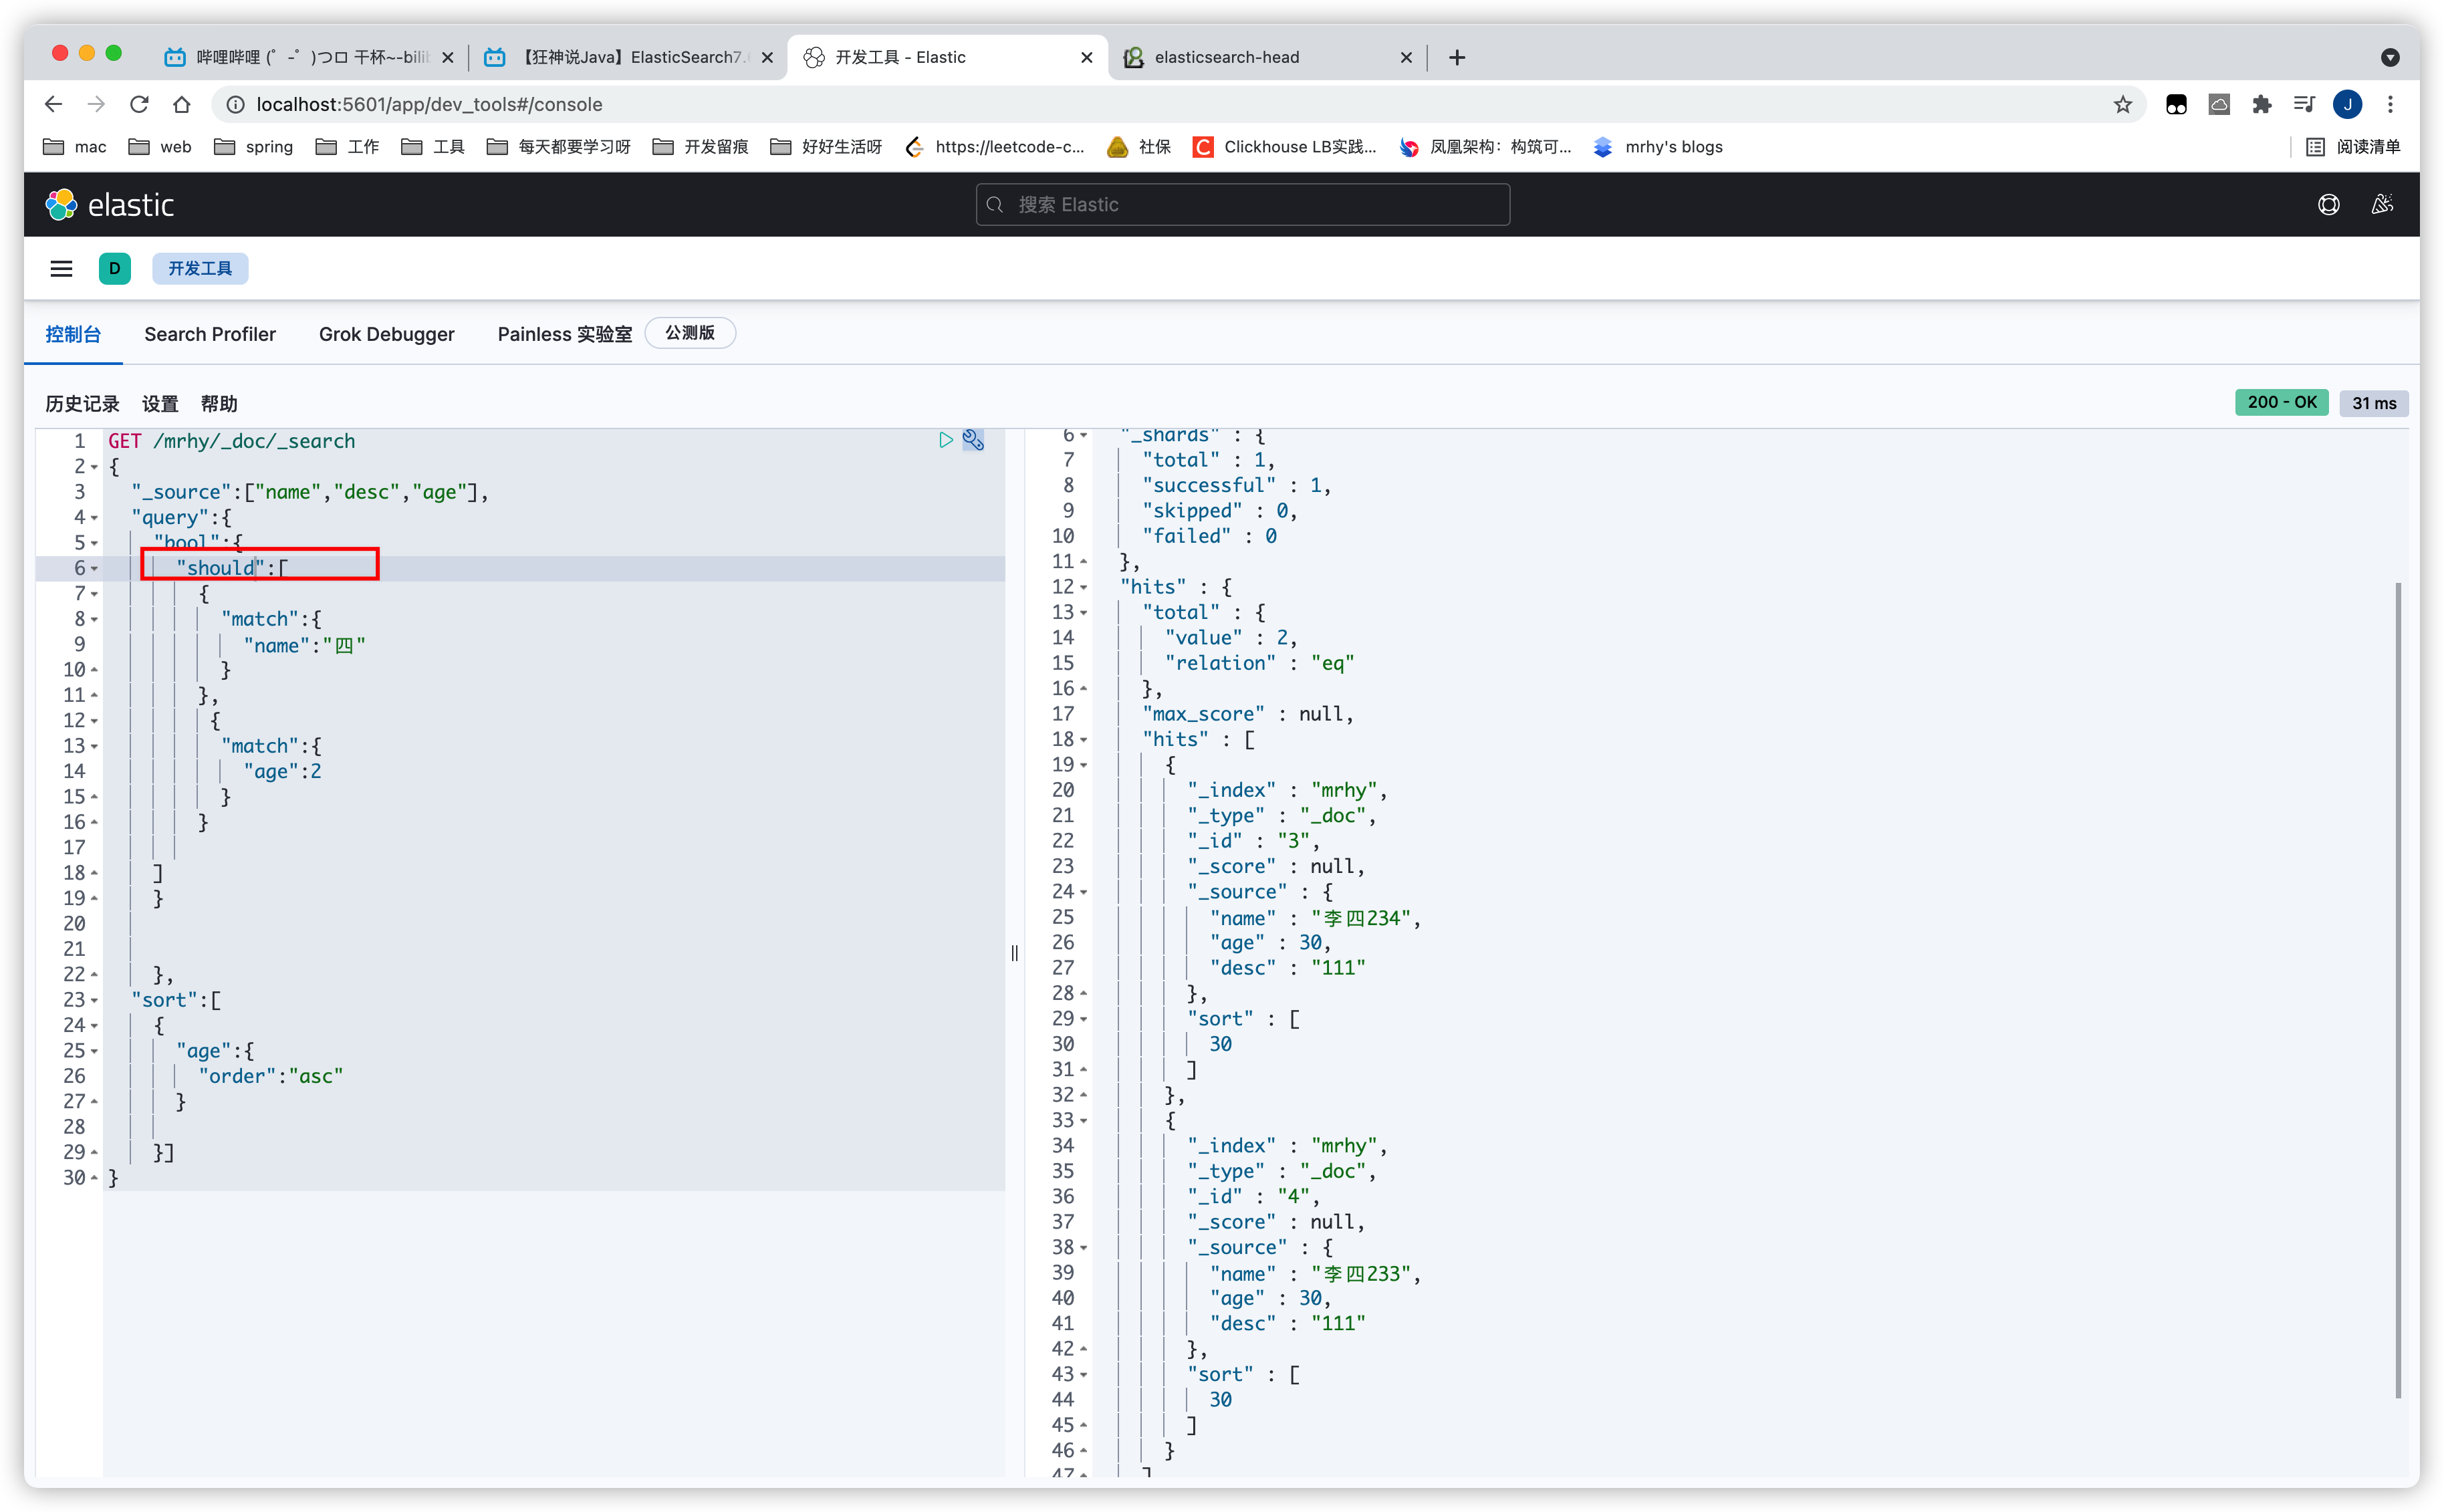 哔哩哔哩 (゜-゜)つロ 干杯~-bilib
【狂神说Java】ElasticSearch7.
开发工具 - Elastic
elasticsearch-head
localhost:5601/app/dev_tools#/console
J
mac
web
spring
工作
工具
每天都要学习呀
开发留痕
好好生活呀
https://leetcode-c...
社保
Clickhouse LB实践...
凤凰架构：构筑可...
mrhy's blogs
阅读清单
elastic
搜索 Elastic
D
开发工具
控制台
Search Profiler
Grok Debugger
Painless 实验室
公测版
历史记录
设置
帮助
200 - OK
31 ms
1 GET /mrhy/_doc/_search
2 {
3 "_source":["name","desc","age"],
4 "query":{
5 "bool":{
6 "should":[
7 {
8 "match":{
9 "name":"四"
10 }
11 },
12 {
13 "match":{
14 "age":2
15 }
16 }
17
18 ]
19 }
20
21
22 },
23 "sort":[
24 {
25 "age":{
26 "order":"asc"
27 }
28
29 }]
30 }
6 "_shards" : {
7 "total" : 1,
8 "successful" : 1,
9 "skipped" : 0,
10 "failed" : 0
11 },
12 "hits" : {
13 "total" : {
14 "value" : 2,
15 "relation" : "eq"
16 },
17 "max_score" : null,
18 "hits" : [
19 {
20 "_index" : "mrhy",
21 "_type" : "_doc",
22 "_id" : "3",
23 "_score" : null,
24 "_source" : {
25 "name" : "李四234",
26 "age" : 30,
27 "desc" : "111"
28 },
29 "sort" : [
30 30
31 ]
32 },
33 {
34 "_index" : "mrhy",
35 "_type" : "_doc",
36 "_id" : "4",
37 "_score" : null,
38 "_source" : {
39 "name" : "李四233",
40 "age" : 30,
41 "desc" : "111"
42 },
43 "sort" : [
44 30
45 ]
46 }
47 ]